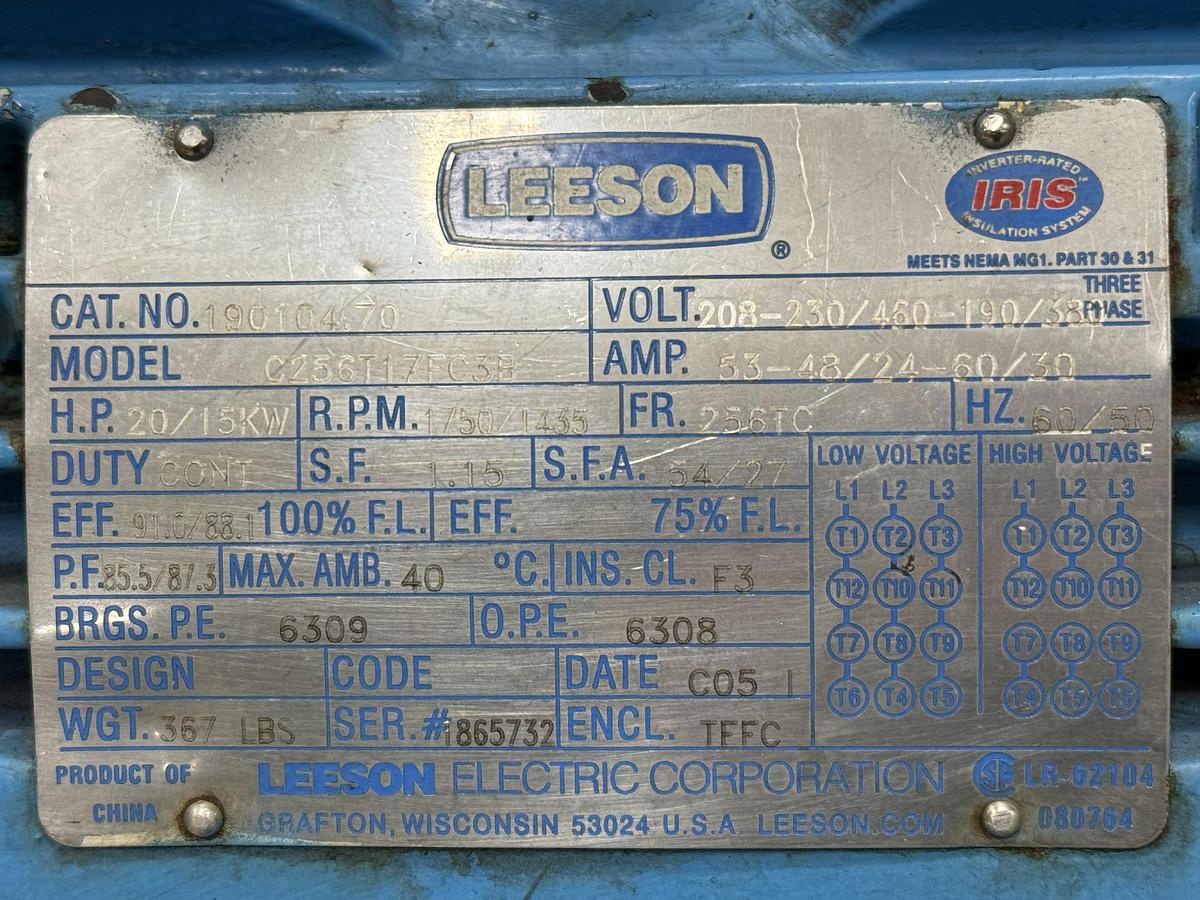 LEESON
®
INVERTER-RATED
IRIS
INSULATION SYSTEM
MEETS NEMA MG1. PART 30 & 31
CAT. NO. 190104.70 VOLT. 208-230/460-190/380 THREE PHASE
MODEL C256T17FC3B AMP. 53-48/24-60/30
H.P. 20/15KW R.P.M. 1750/1435 FR. 256TC HZ. 60/50
DUTY CONT S.F. 1.15 S.F.A. 54/27
EFF. 91.0/88.1 100% F.L. EFF. 75% F.L.
P.F. 85.5/87.3 MAX. AMB. 40 °C. INS. CL. F3
BRGS. P.E. 6309 O.P.E. 6308
DESIGN CODE DATE C05 1
WGT. 367 LBS SER.# 1865732 ENCL. TEFC
LOW VOLTAGE HIGH VOLTAGE
L1 L2 L3 L1 L2 L3
T1 T2 T3 T1 T2 T3
T12 T10 T11 T12 T10 T11
T7 T8 T9 T7 T8 T9
T6 T4 T5 T4 T5 T6
PRODUCT OF CHINA
LEESON ELECTRIC CORPORATION
GRAFTON, WISCONSIN 53024 U.S.A. LEESON.COM
LR-62104
080764